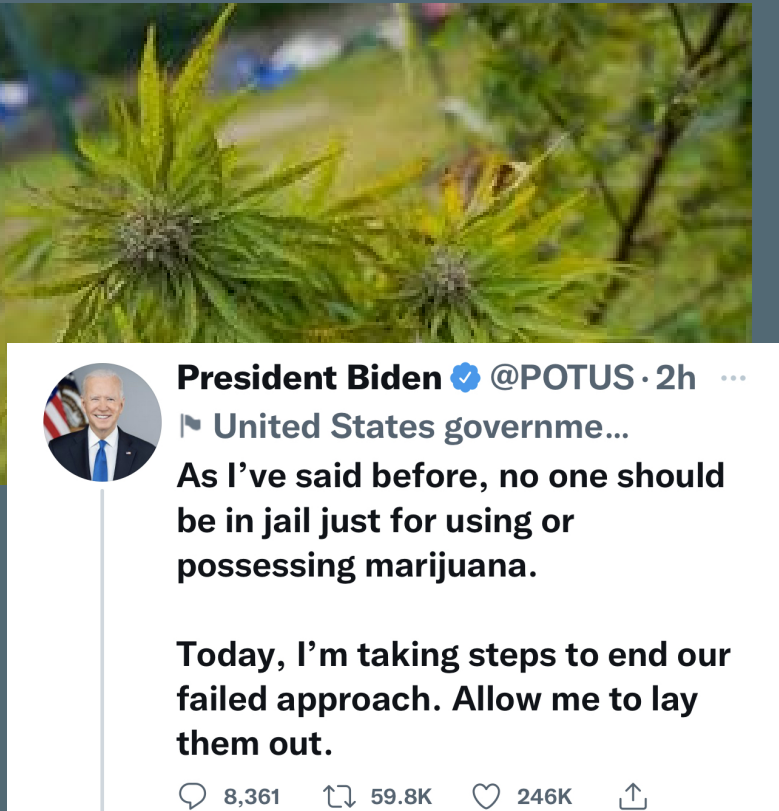 President Biden @POTUS · 2h ...
United States governme...
As I’ve said before, no one should
be in jail just for using or
possessing marijuana.
Today, I’m taking steps to end our
failed approach. Allow me to lay
them out.
8,361 59.8K 246K